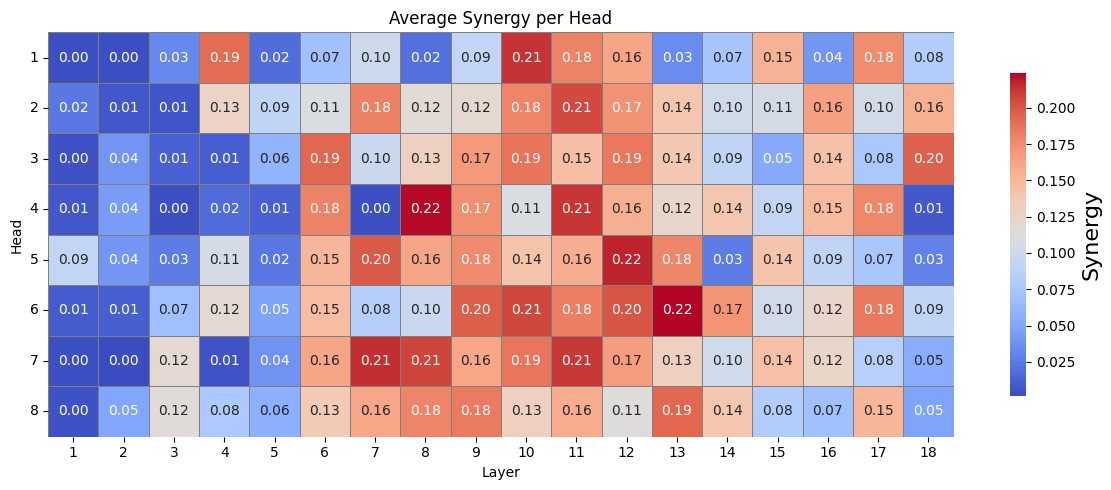 Average Synergy per Head
1 0.00 0.00 0.03 0.19 0.02 0.07 0.10 0.02 0.09 0.21 0.18 0.16 0.03 0.07 0.15 0.04 0.18 0.08
2 0.02 0.01 0.01 0.13 0.09 0.11 0.18 0.12 0.12 0.18 0.21 0.17 0.14 0.10 0.11 0.16 0.10 0.16
3 0.00 0.04 0.01 0.01 0.06 0.19 0.10 0.13 0.17 0.19 0.15 0.19 0.14 0.09 0.05 0.14 0.08 0.20
4 0.01 0.04 0.00 0.02 0.01 0.18 0.00 0.22 0.17 0.11 0.21 0.16 0.12 0.14 0.09 0.15 0.18 0.01
5 0.09 0.04 0.03 0.11 0.02 0.15 0.20 0.16 0.18 0.14 0.16 0.22 0.18 0.03 0.14 0.09 0.07 0.03
6 0.01 0.01 0.07 0.12 0.05 0.15 0.08 0.10 0.20 0.21 0.18 0.20 0.22 0.17 0.10 0.12 0.18 0.09
7 0.00 0.00 0.12 0.01 0.04 0.16 0.21 0.21 0.16 0.19 0.21 0.17 0.13 0.10 0.14 0.12 0.08 0.05
8 0.00 0.05 0.12 0.08 0.06 0.13 0.16 0.18 0.18 0.13 0.16 0.11 0.19 0.14 0.08 0.07 0.15 0.05
1 2 3 4 5 6 7 8 9 10 11 12 13 14 15 16 17 18
Layer
Head
0.200
0.175
0.150
0.125
0.100
0.075
0.050
0.025
Synergy